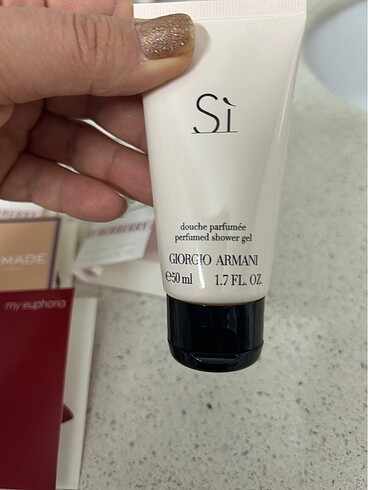 Sì
douche parfumée
perfumed shower gel
GIORGIO ARMANI
℮50 ml 1.7 FL. OZ.
BURBERRY
MADE
my euphoria